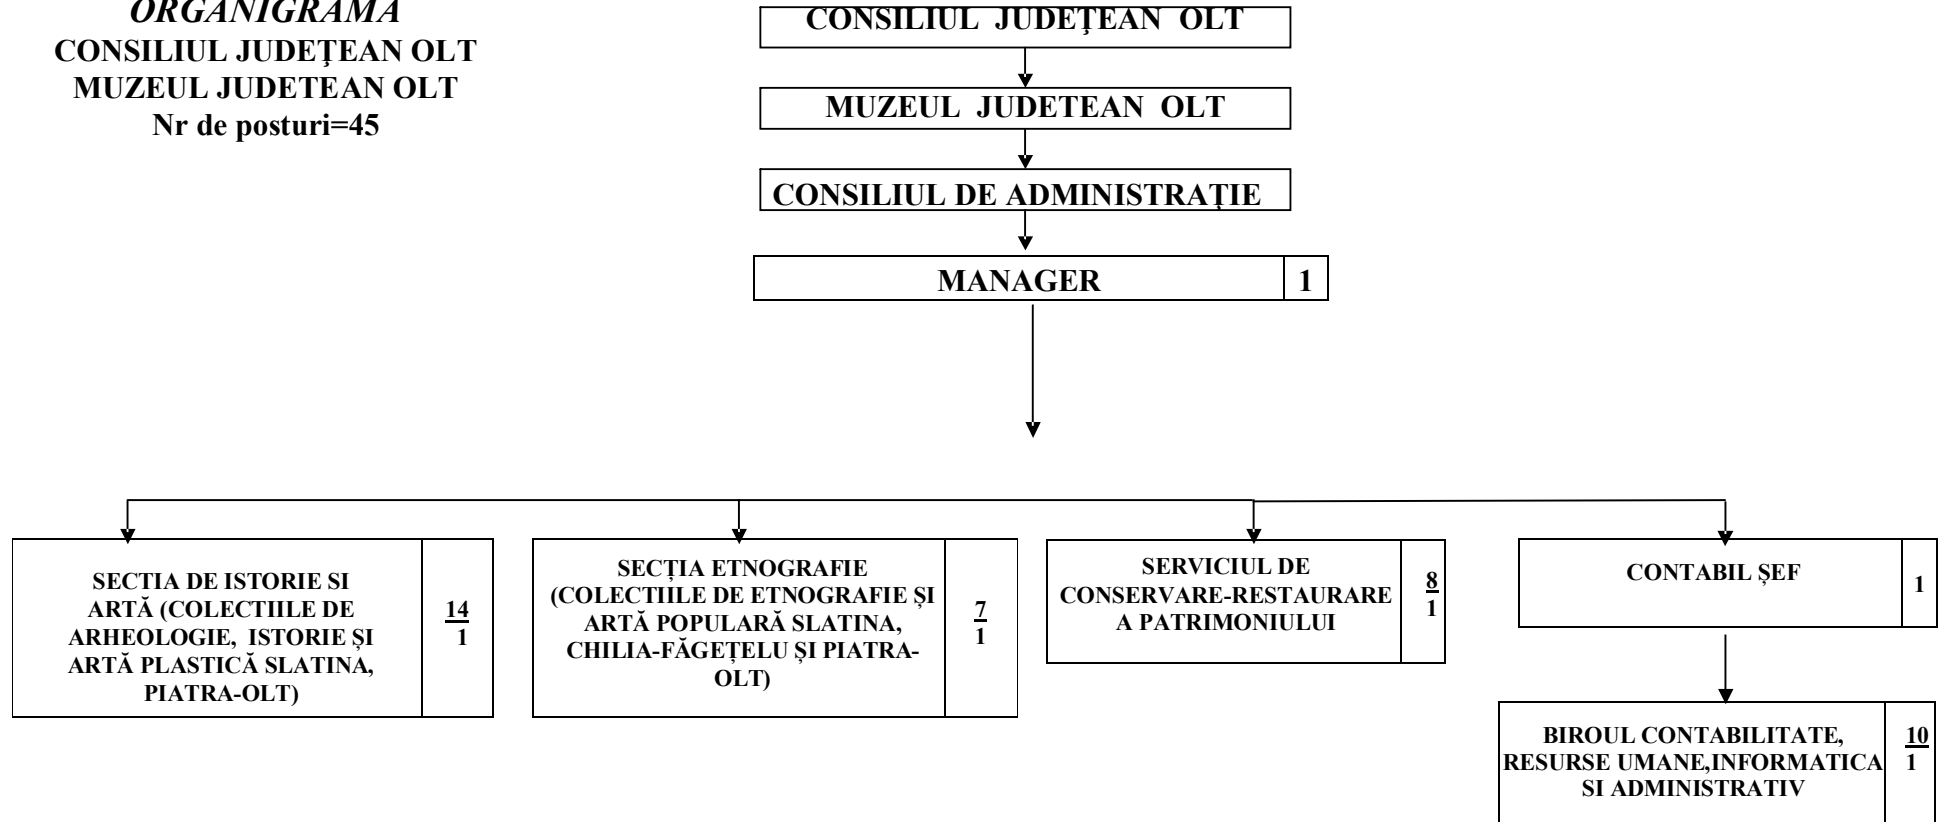 ORGANIGRAMA
CONSILIUL JUDEŢEAN OLT
MUZEUL JUDETEAN OLT
Nr de posturi=45
CONSILIUL JUDEŢEAN OLT
MUZEUL JUDETEAN OLT
CONSILIUL DE ADMINISTRAȚIE
MANAGER 1
SECTIA DE ISTORIE SI
ARTĂ (COLECTIILE DE
ARHEOLOGIE, ISTORIE ȘI
ARTĂ PLASTICĂ SLATINA,
PIATRA-OLT)
14
1
SECȚIA ETNOGRAFIE
(COLECTIILE DE ETNOGRAFIE ȘI
ARTĂ POPULARĂ SLATINA,
CHILIA-FĂGEȚELU ȘI PIATRA-
OLT)
7
1
SERVICIUL DE
CONSERVARE-RESTAURARE
A PATRIMONIULUI
8
1
CONTABIL ȘEF 1
BIROUL CONTABILITATE,
RESURSE UMANE,INFORMATICA
SI ADMINISTRATIV
10
1